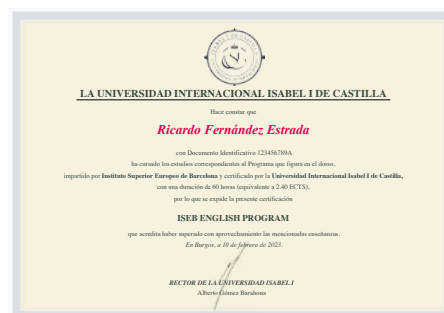 LA UNIVERSIDAD INTERNACIONAL ISABEL I DE CASTILLA
Hace constar que
Ricardo Fernández Estrada
con Documento Identificativo 123456789A
ha cursado los estudios correspondientes al Programa que figura en el dorso,
impartido por Instituto Superior Europeo de Barcelona y certificado por la Universidad Internacional Isabel I de Castilla,
con una duración de 60 horas (equivalente a 2.40 ECTS),
por lo que se expide la presente certificación
ISEB ENGLISH PROGRAM
que acredita haber superado con aprovechamiento las mencionadas enseñanzas.
En Burgos, a 10 de febrero de 2023.
RECTOR DE LA UNIVERSIDAD ISABEL I
Alberto Gómez Barahona